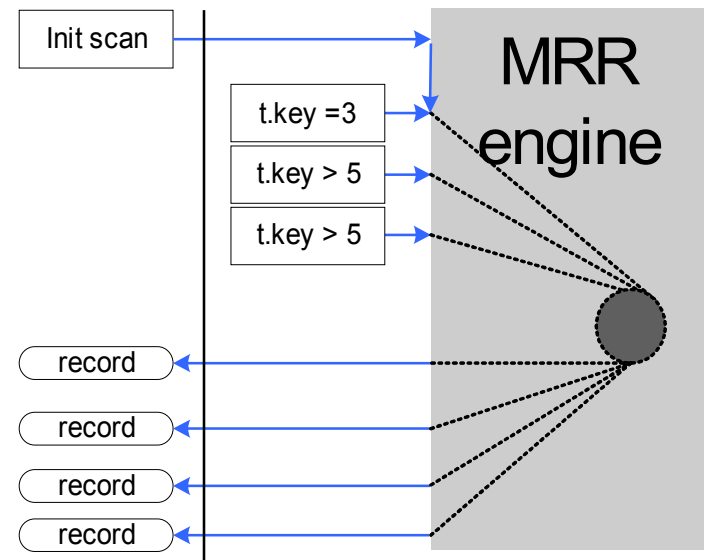 Init scan
MRR
engine
t.key =3
t.key > 5
t.key > 5
record
record
record
record